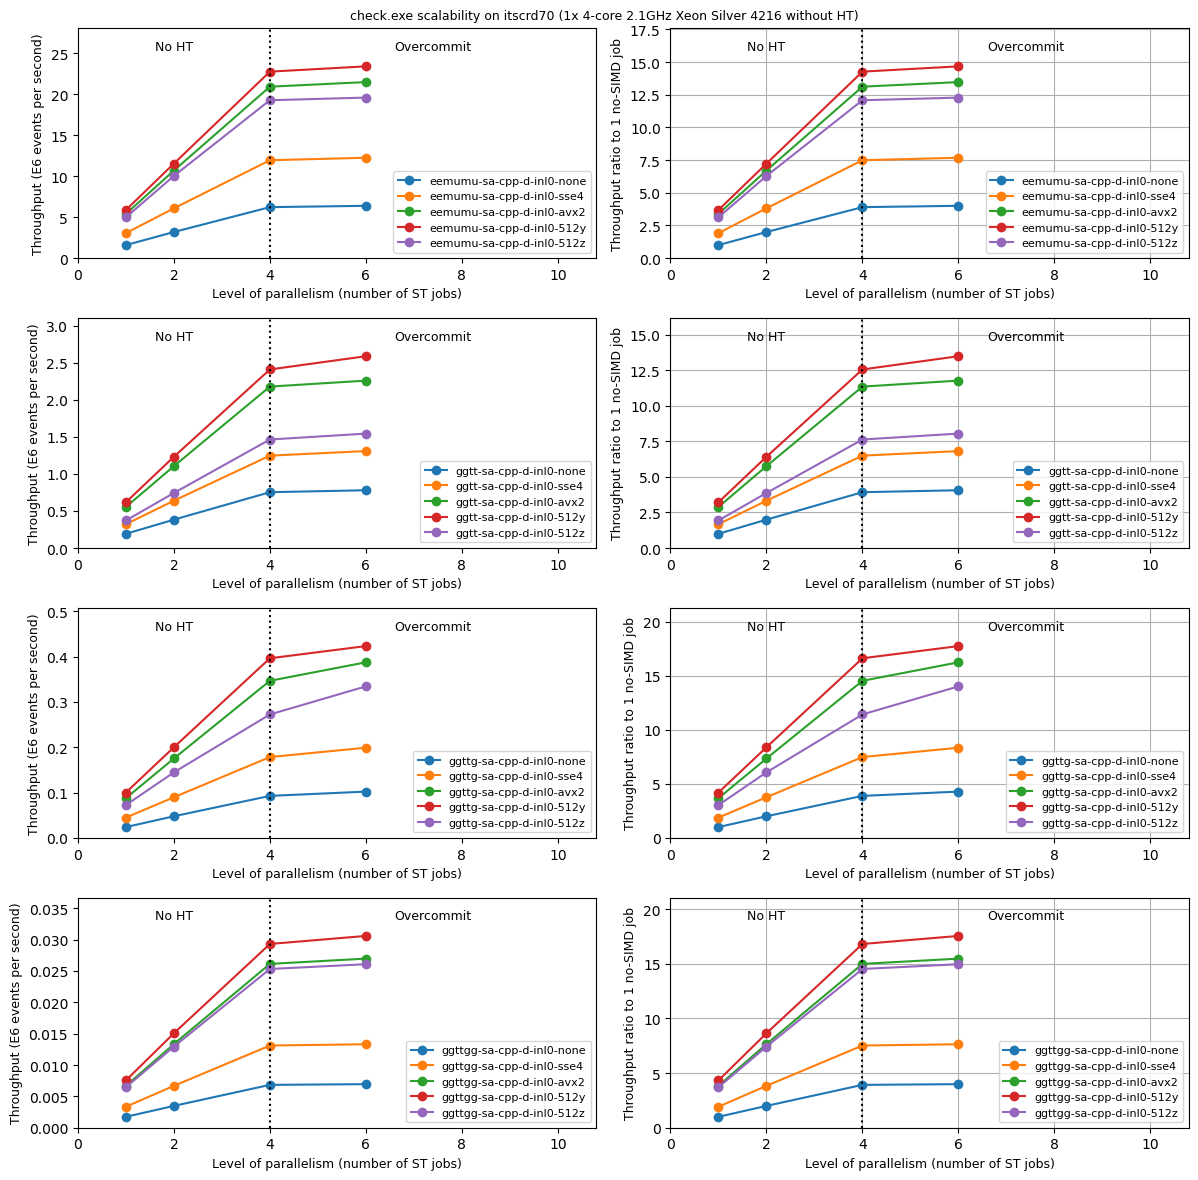 check.exe scalability on itscrd70 (1x 4-core 2.1GHz Xeon Silver 4216 without HT)
Throughput (E6 events per second)
25
20
15
10
5
0
No HT
Overcommit
eemumu-sa-cpp-d-inl0-none
eemumu-sa-cpp-d-inl0-sse4
eemumu-sa-cpp-d-inl0-avx2
eemumu-sa-cpp-d-inl0-512y
eemumu-sa-cpp-d-inl0-512z
0 2 4 6 8 10
Level of parallelism (number of ST jobs)
Throughput ratio to 1 no-SIMD job
17.5
15.0
12.5
10.0
7.5
5.0
2.5
0.0
No HT
Overcommit
eemumu-sa-cpp-d-inl0-none
eemumu-sa-cpp-d-inl0-sse4
eemumu-sa-cpp-d-inl0-avx2
eemumu-sa-cpp-d-inl0-512y
eemumu-sa-cpp-d-inl0-512z
0 2 4 6 8 10
Level of parallelism (number of ST jobs)
Throughput (E6 events per second)
3.0
2.5
2.0
1.5
1.0
0.5
0.0
No HT
Overcommit
ggtt-sa-cpp-d-inl0-none
ggtt-sa-cpp-d-inl0-sse4
ggtt-sa-cpp-d-inl0-avx2
ggtt-sa-cpp-d-inl0-512y
ggtt-sa-cpp-d-inl0-512z
0 2 4 6 8 10
Level of parallelism (number of ST jobs)
Throughput ratio to 1 no-SIMD job
15.0
12.5
10.0
7.5
5.0
2.5
0.0
No HT
Overcommit
ggtt-sa-cpp-d-inl0-none
ggtt-sa-cpp-d-inl0-sse4
ggtt-sa-cpp-d-inl0-avx2
ggtt-sa-cpp-d-inl0-512y
ggtt-sa-cpp-d-inl0-512z
0 2 4 6 8 10
Level of parallelism (number of ST jobs)
Throughput (E6 events per second)
0.5
0.4
0.3
0.2
0.1
0.0
No HT
Overcommit
ggttg-sa-cpp-d-inl0-none
ggttg-sa-cpp-d-inl0-sse4
ggttg-sa-cpp-d-inl0-avx2
ggttg-sa-cpp-d-inl0-512y
ggttg-sa-cpp-d-inl0-512z
0 2 4 6 8 10
Level of parallelism (number of ST jobs)
Throughput ratio to 1 no-SIMD job
20
15
10
5
0
No HT
Overcommit
ggttg-sa-cpp-d-inl0-none
ggttg-sa-cpp-d-inl0-sse4
ggttg-sa-cpp-d-inl0-avx2
ggttg-sa-cpp-d-inl0-512y
ggttg-sa-cpp-d-inl0-512z
0 2 4 6 8 10
Level of parallelism (number of ST jobs)
Throughput (E6 events per second)
0.035
0.030
0.025
0.020
0.015
0.010
0.005
0.000
No HT
Overcommit
ggttgg-sa-cpp-d-inl0-none
ggttgg-sa-cpp-d-inl0-sse4
ggttgg-sa-cpp-d-inl0-avx2
ggttgg-sa-cpp-d-inl0-512y
ggttgg-sa-cpp-d-inl0-512z
0 2 4 6 8 10
Level of parallelism (number of ST jobs)
Throughput ratio to 1 no-SIMD job
20
15
10
5
0
No HT
Overcommit
ggttgg-sa-cpp-d-inl0-none
ggttgg-sa-cpp-d-inl0-sse4
ggttgg-sa-cpp-d-inl0-avx2
ggttgg-sa-cpp-d-inl0-512y
ggttgg-sa-cpp-d-inl0-512z
0 2 4 6 8 10
Level of parallelism (number of ST jobs)